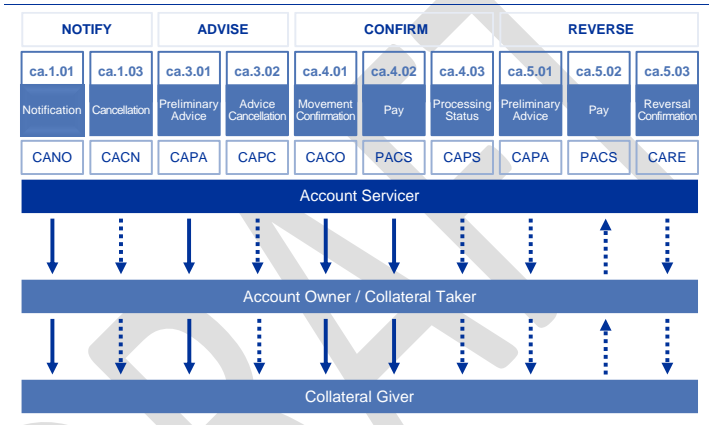 NOTIFY ADVISE CONFIRM REVERSE
ca.1.01 ca.1.03 ca.3.01 ca.3.02 ca.4.01 ca.4.02 ca.4.03 ca.5.01 ca.5.02 ca.5.03
Notification Cancellation Preliminary Advice Advice Cancellation Movement Confirmation Pay Processing Status Preliminary Advice Pay Reversal Confirmation
CANO CACN CAPA CAPC CACO PACS CAPS CAPA PACS CARE
Account Servicer
Account Owner / Collateral Taker
Collateral Giver